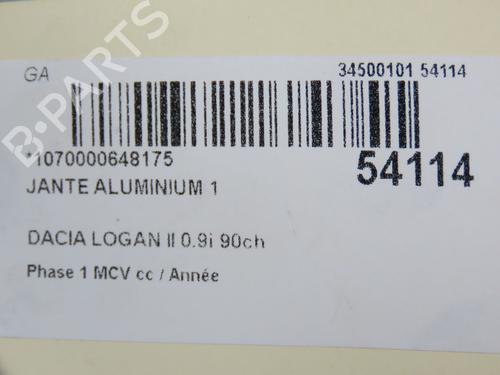 GA
34500101 54114
*1070000648175
54114
JANTE ALUMINIUM 1
DACIA LOGAN II 0.9i 90ch
Phase 1 MCV cc / Année
B-PARTS